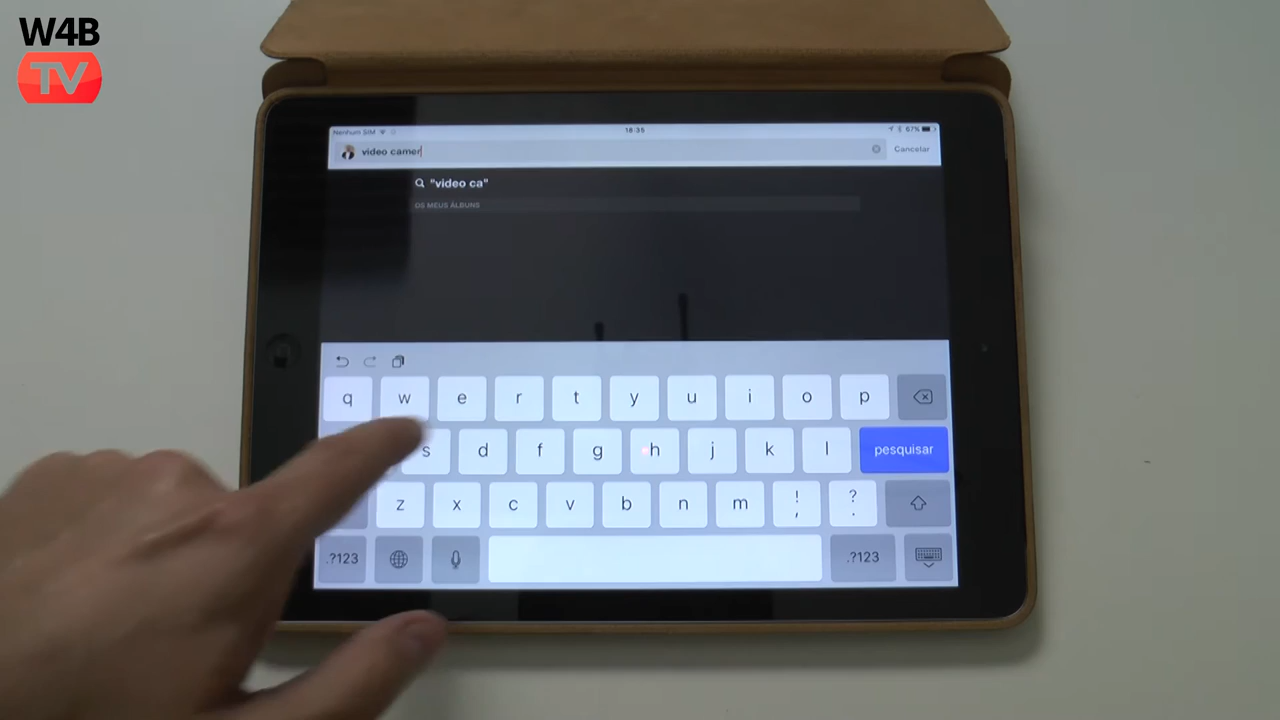 W4B
TV
Nenhum SIM 18:35 67%
video camer Cancelar
"video ca"
OS MEUS ÁLBUNS
q w e r t y u i o p
s d f g h j k l pesquisar
z x c v b n m ! , ? .
.?123 .?123